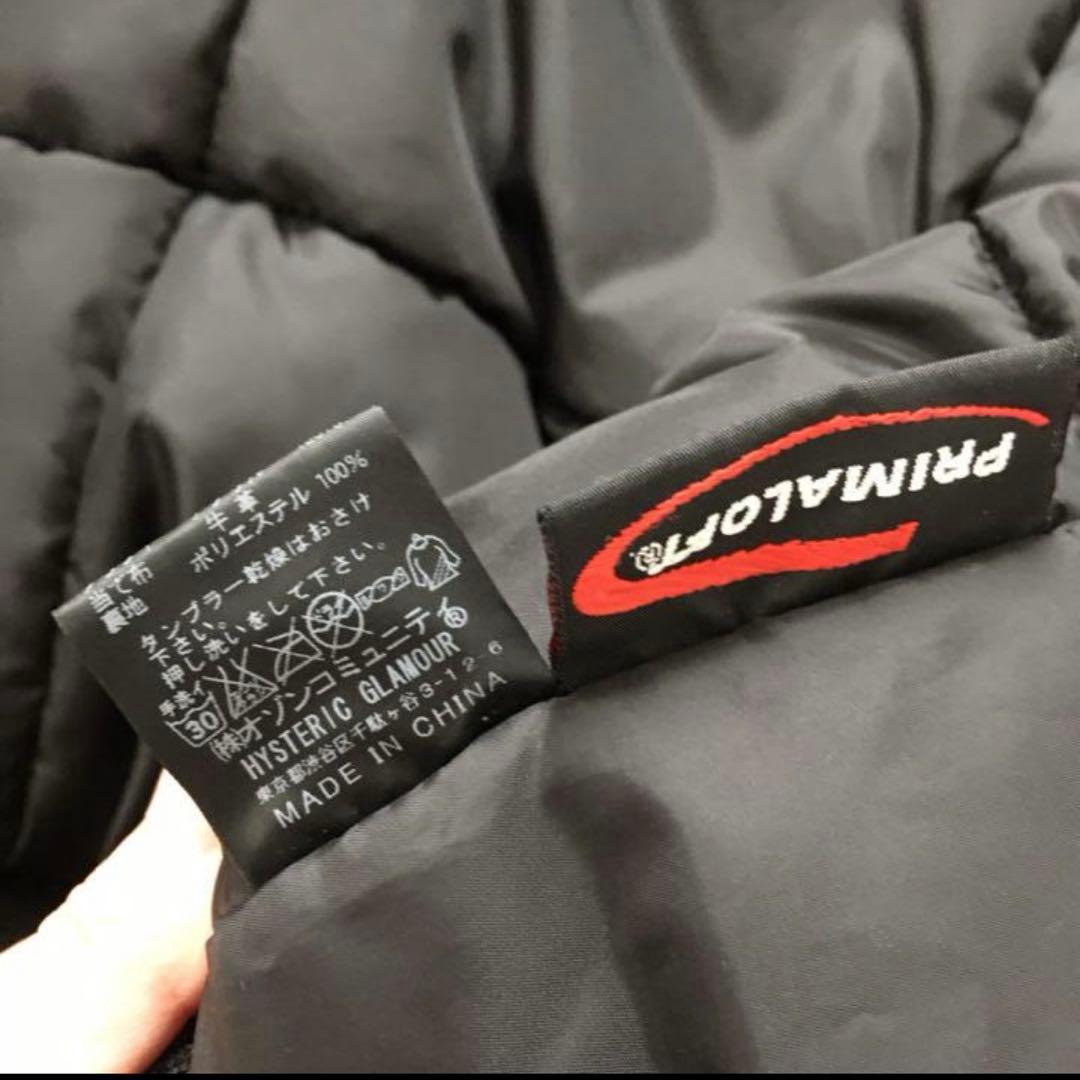 当て布 牛革
裏地 ポリエステル 100%
タンブラー乾燥はおさけ
下さい。
押し洗いをして下さい。
手洗イ
30
(株)オゾンコミュニティ
HYSTERIC GLAMOUR®
東京都渋谷区千駄ヶ谷3-12-6
MADE IN CHINA
PRIMALOFT®